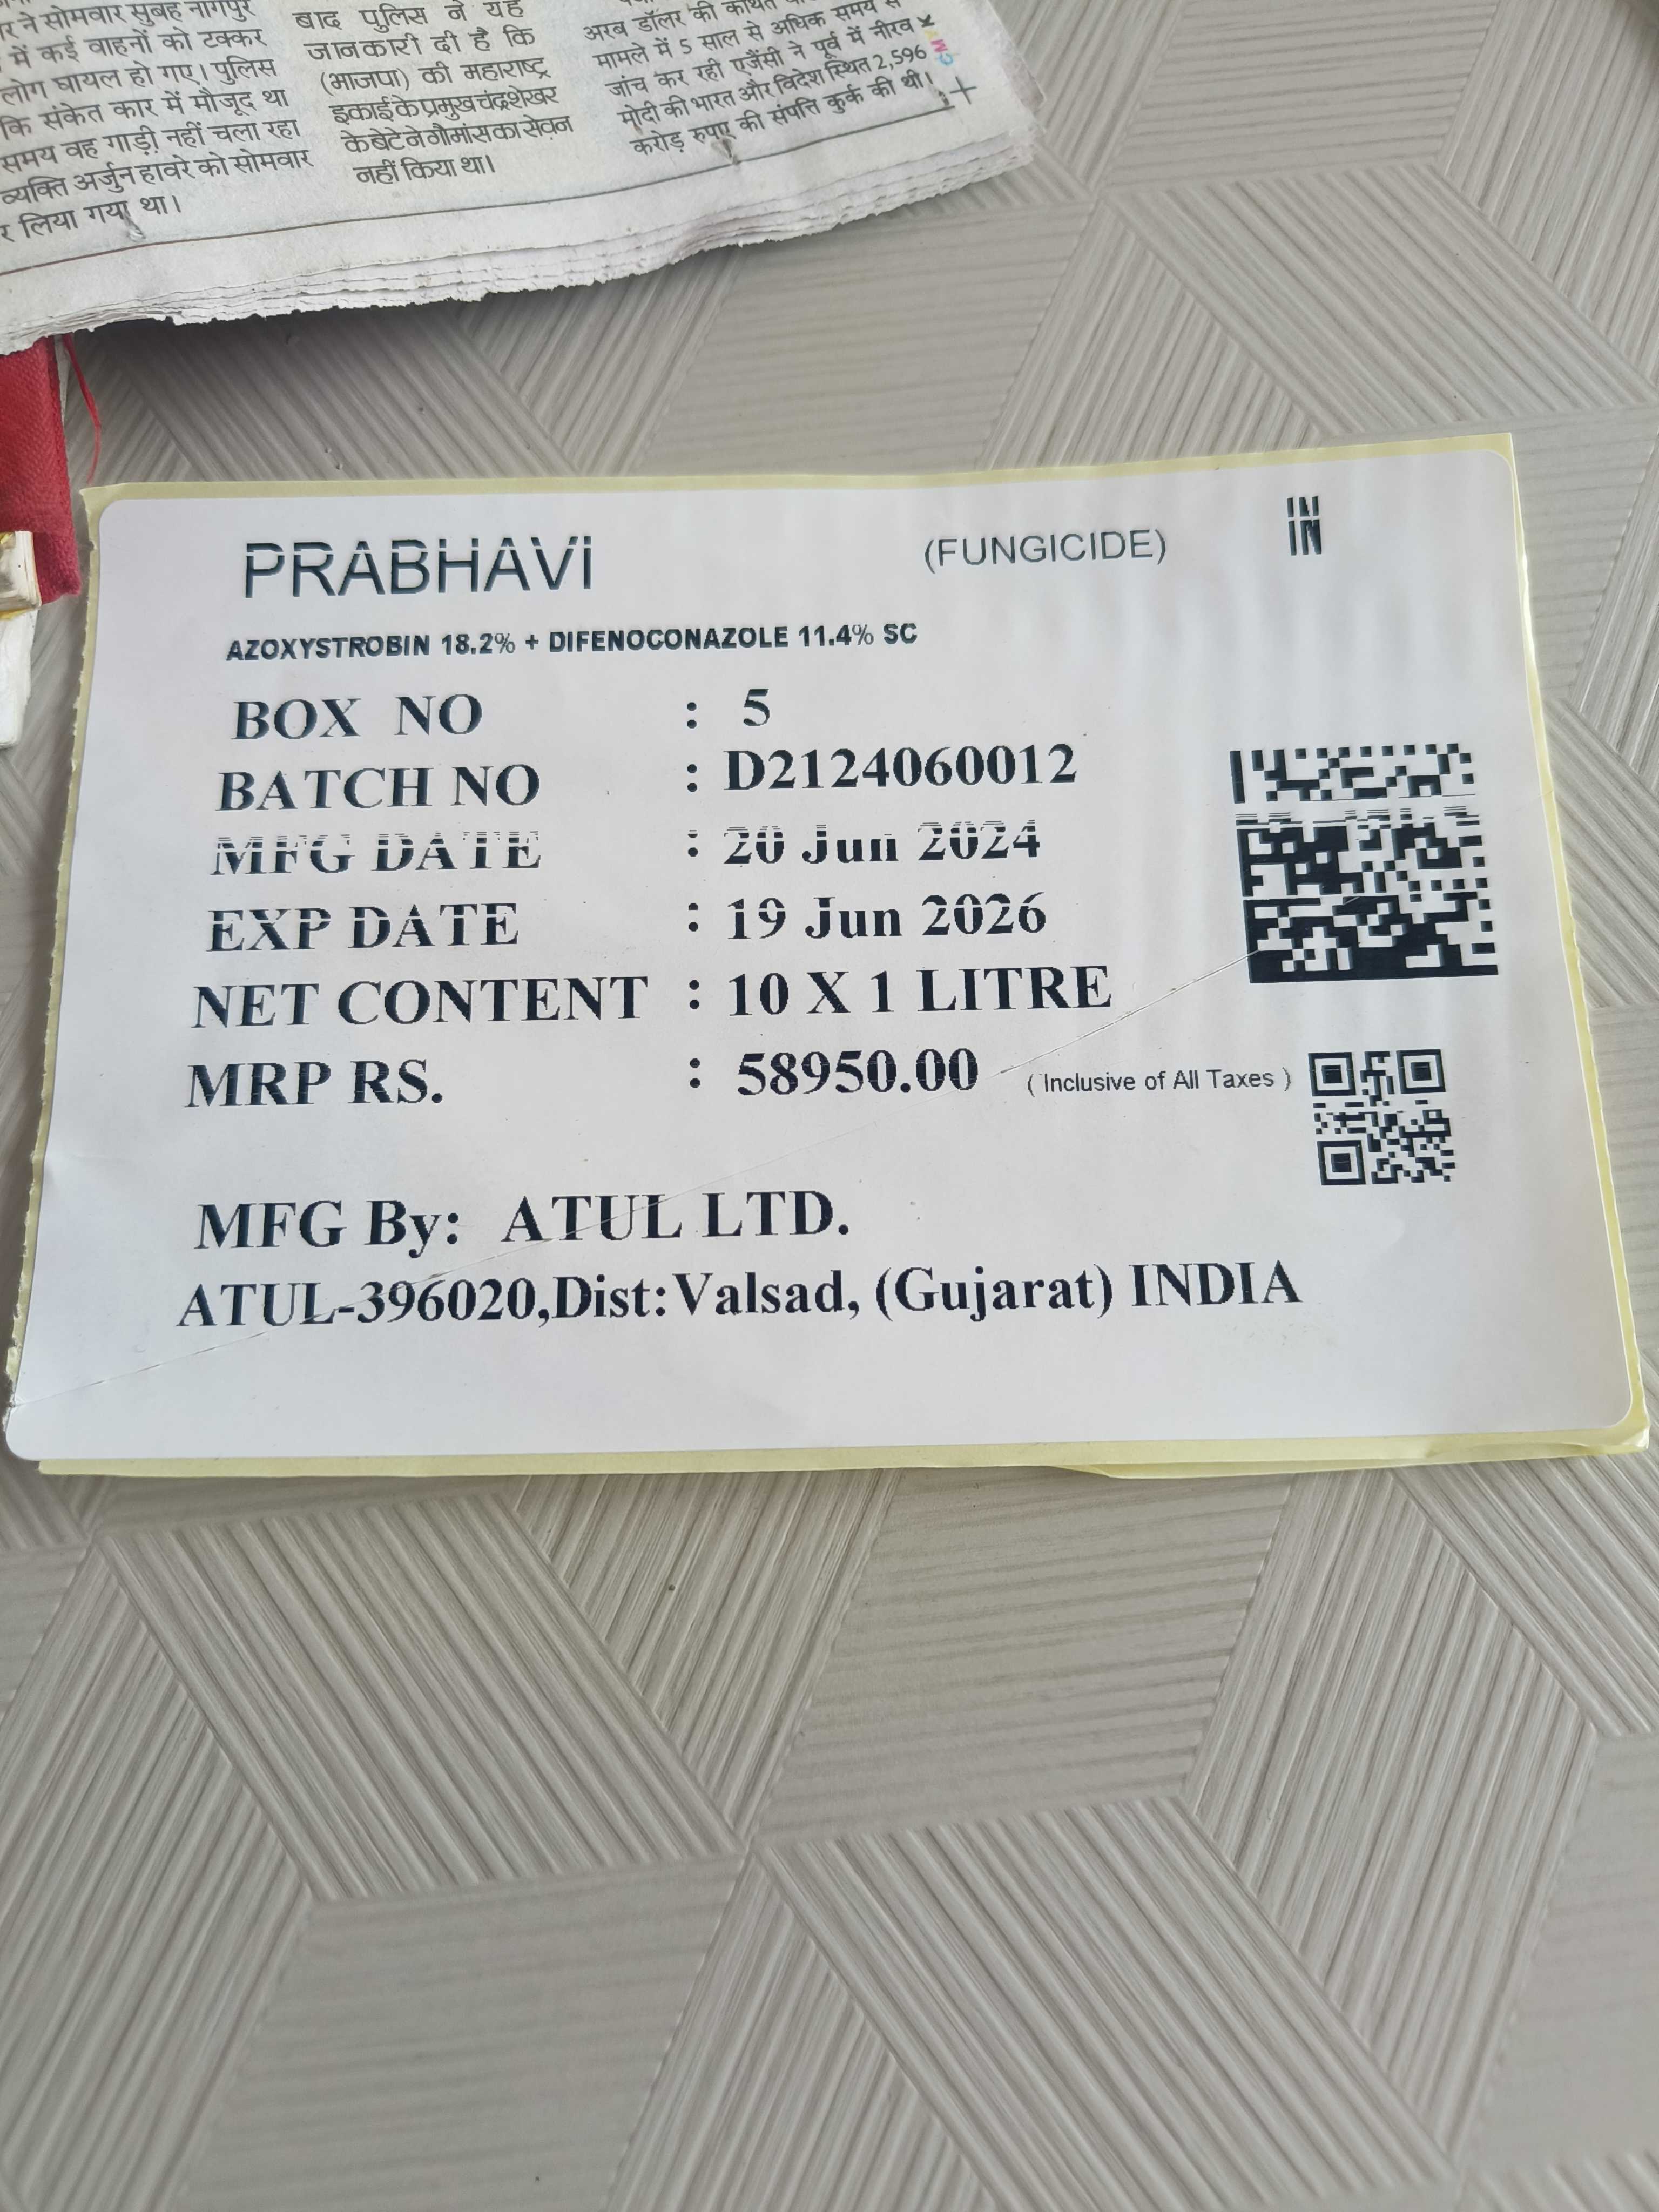 ने सोमवार सुबह नागपुर
में कई वाहनों को टक्कर
लोग घायल हो गए। पुलिस
कि संकेत कार में मौजूद था
समय वह गाड़ी नहीं चला रहा
व्यक्ति अर्जुन हावरे को सोमवार
र लिया गया था।
बाद पुलिस ने यह
जानकारी दी है कि
(भाजपा) की महाराष्ट्र
इकाई के प्रमुख चंद्रशेखर
के बेटे ने गौमांस का सेवन
नहीं किया था।
अरब डॉलर की कथित
मामले में 5 साल से अधिक समय से
जांच कर रही एजेंसी ने पूर्व में नीरव
मोदी की भारत और विदेश स्थित 2,596
करोड़ रुपए की संपत्ति कुर्क की थी।
PRABHAVI (FUNGICIDE) IN
AZOXYSTROBIN 18.2% + DIFENOCONAZOLE 11.4% SC
BOX NO : 5
BATCH NO : D2124060012
MFG DATE : 20 Jun 2024
EXP DATE : 19 Jun 2026
NET CONTENT : 10 X 1 LITRE
MRP RS. : 58950.00 ( Inclusive of All Taxes )
MFG By: ATUL LTD.
ATUL-396020,Dist:Valsad, (Gujarat) INDIA